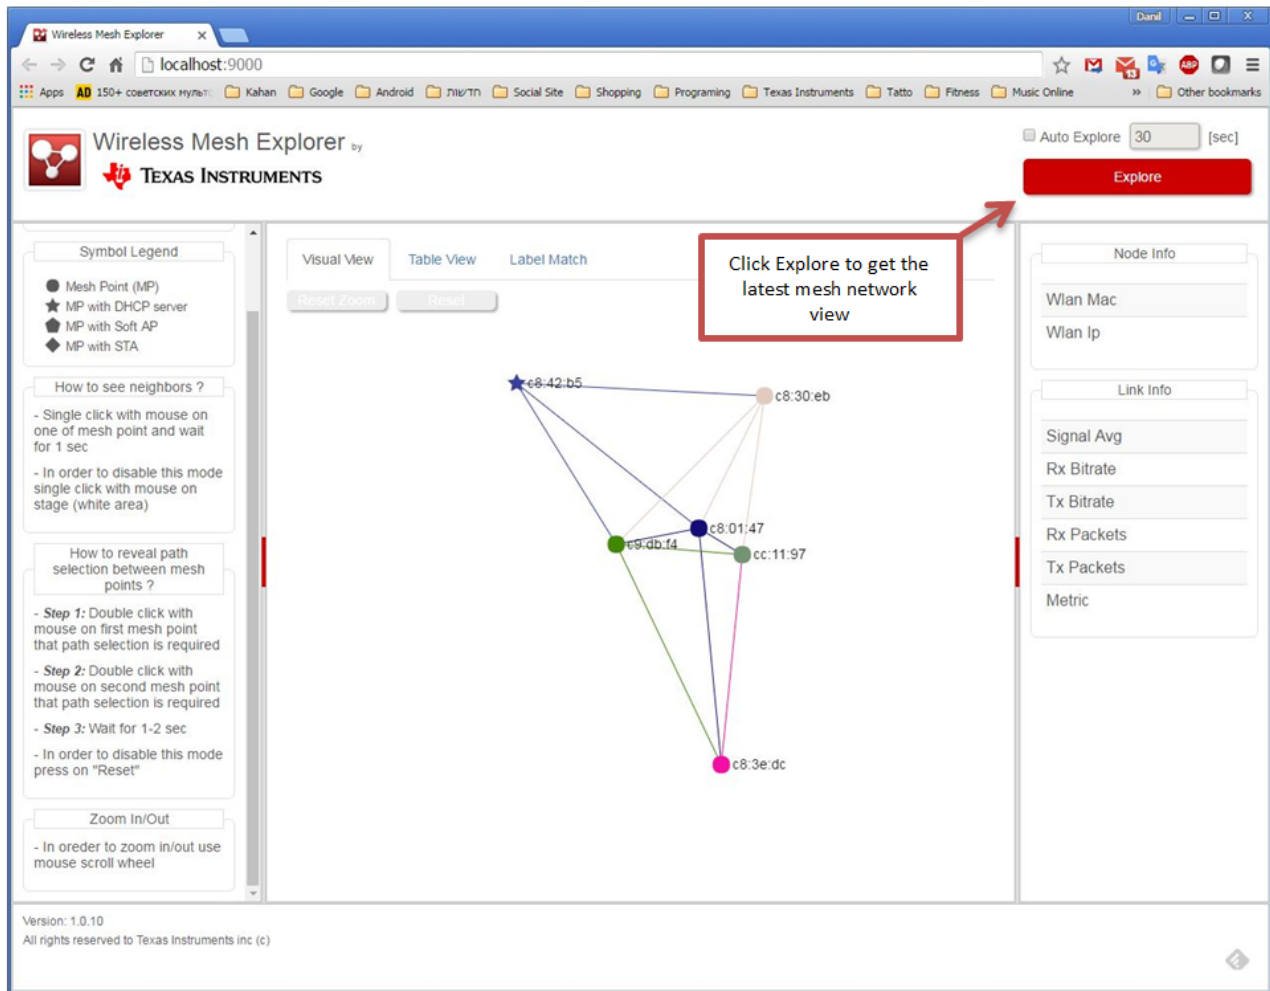 Danil
Wireless Mesh Explorer
localhost:9000
13
ABP
Apps
AD 150+ советских мульт
Kahan
Google
Android
חדשות
Social Site
Shopping
Programing
Texas Instruments
Tatto
Fitness
Music Online
»
Other bookmarks
Wireless Mesh Explorer by
TEXAS INSTRUMENTS
Auto Explore 30 [sec]
Explore
Symbol Legend
Mesh Point (MP)
MP with DHCP server
MP with Soft AP
MP with STA
How to see neighbors ?
- Single click with mouse on
one of mesh point and wait
for 1 sec
- In order to disable this mode
single click with mouse on
stage (white area)
How to reveal path
selection between mesh
points ?
- Step 1: Double click with
mouse on first mesh point
that path selection is required
- Step 2: Double click with
mouse on second mesh point
that path selection is required
- Step 3: Wait for 1-2 sec
- In order to disable this mode
press on "Reset"
Zoom In/Out
- In oreder to zoom in/out use
mouse scroll wheel
Visual View
Table View
Label Match
Reset Zoom
Reset
Click Explore to get the
latest mesh network
view
c8:42:b5
c8:30:eb
c8:01:47
c9:db:f4
cc:11:97
c8:3e:dc
Node Info
Wlan Mac
Wlan Ip
Link Info
Signal Avg
Rx Bitrate
Tx Bitrate
Rx Packets
Tx Packets
Metric
Version: 1.0.10
All rights reserved to Texas Instruments inc (c)